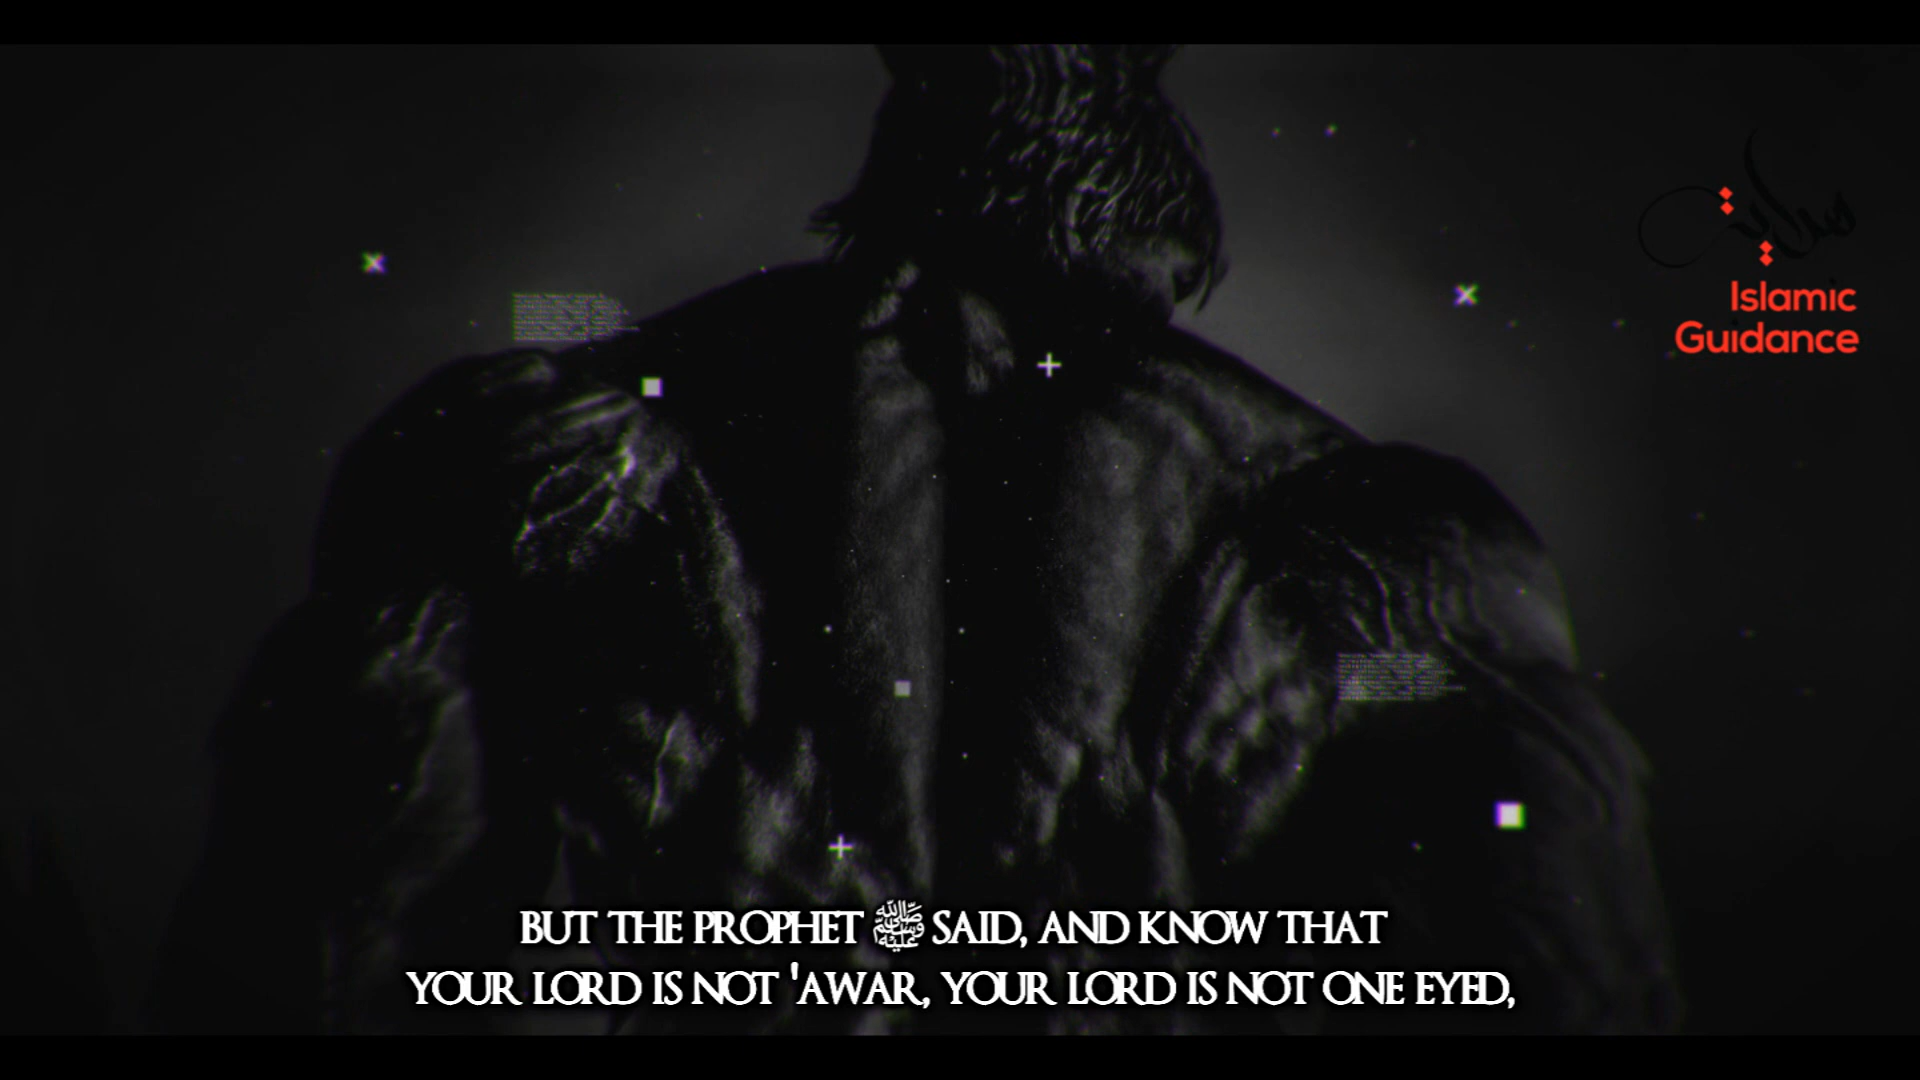 هداية
Islamic
Guidance
BUT THE PROPHET ﷺ SAID, AND KNOW THAT
YOUR LORD IS NOT 'AWAR, YOUR LORD IS NOT ONE EYED,